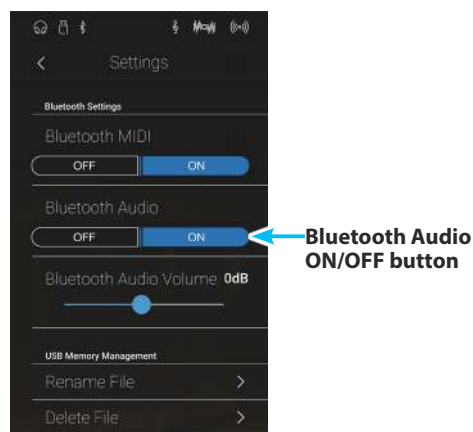 Settings
Bluetooth Settings
Bluetooth MIDI
OFF ON
Bluetooth Audio
OFF ON
Bluetooth Audio
ON/OFF button
Bluetooth Audio Volume 0dB
USB Memory Management
Rename File
Delete File